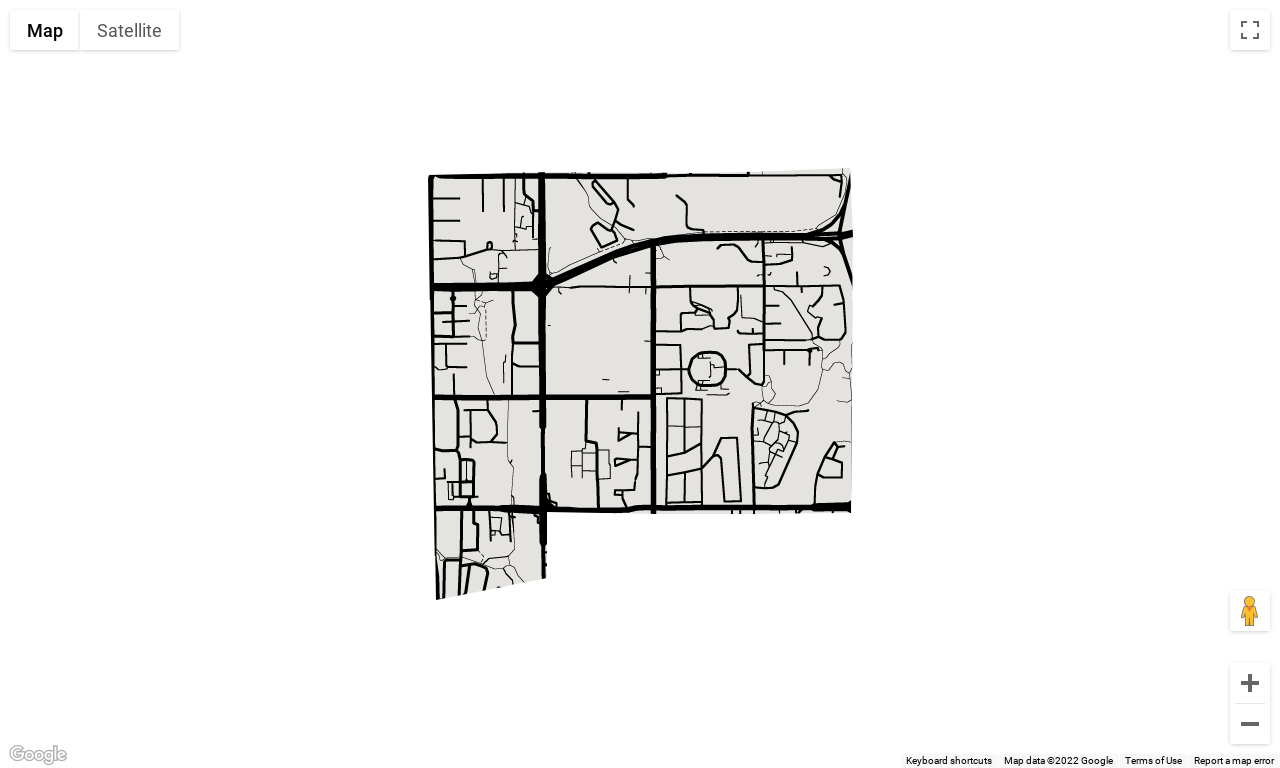 Map Satellite
Google
Keyboard shortcuts Map data ©2022 Google Terms of Use Report a map error